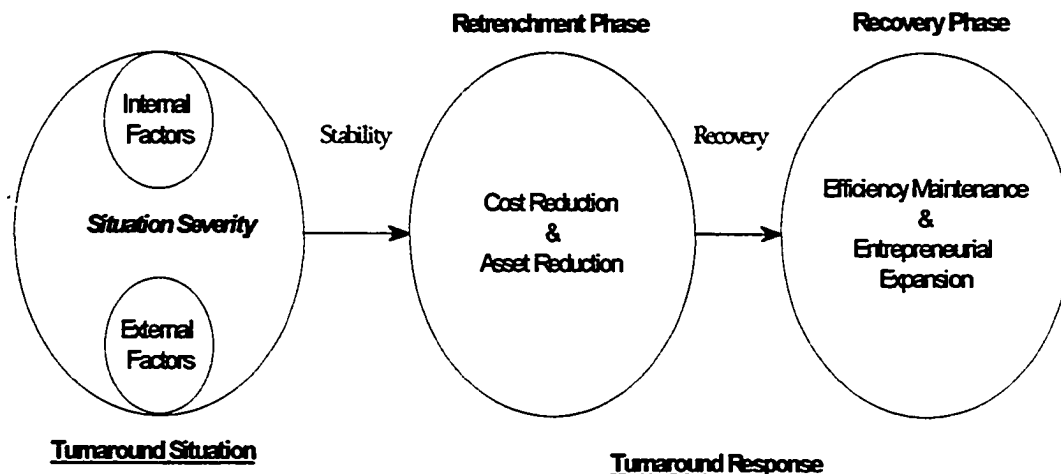 Retrenchment Phase
Recovery Phase
Internal
Factors
Stability
Recovery
Situation Severity
Cost Reduction
&
Asset Reduction
Efficiency Maintenance
&
Entrepreneurial
Expansion
External
Factors
Turnaround Situation
Turnaround Response